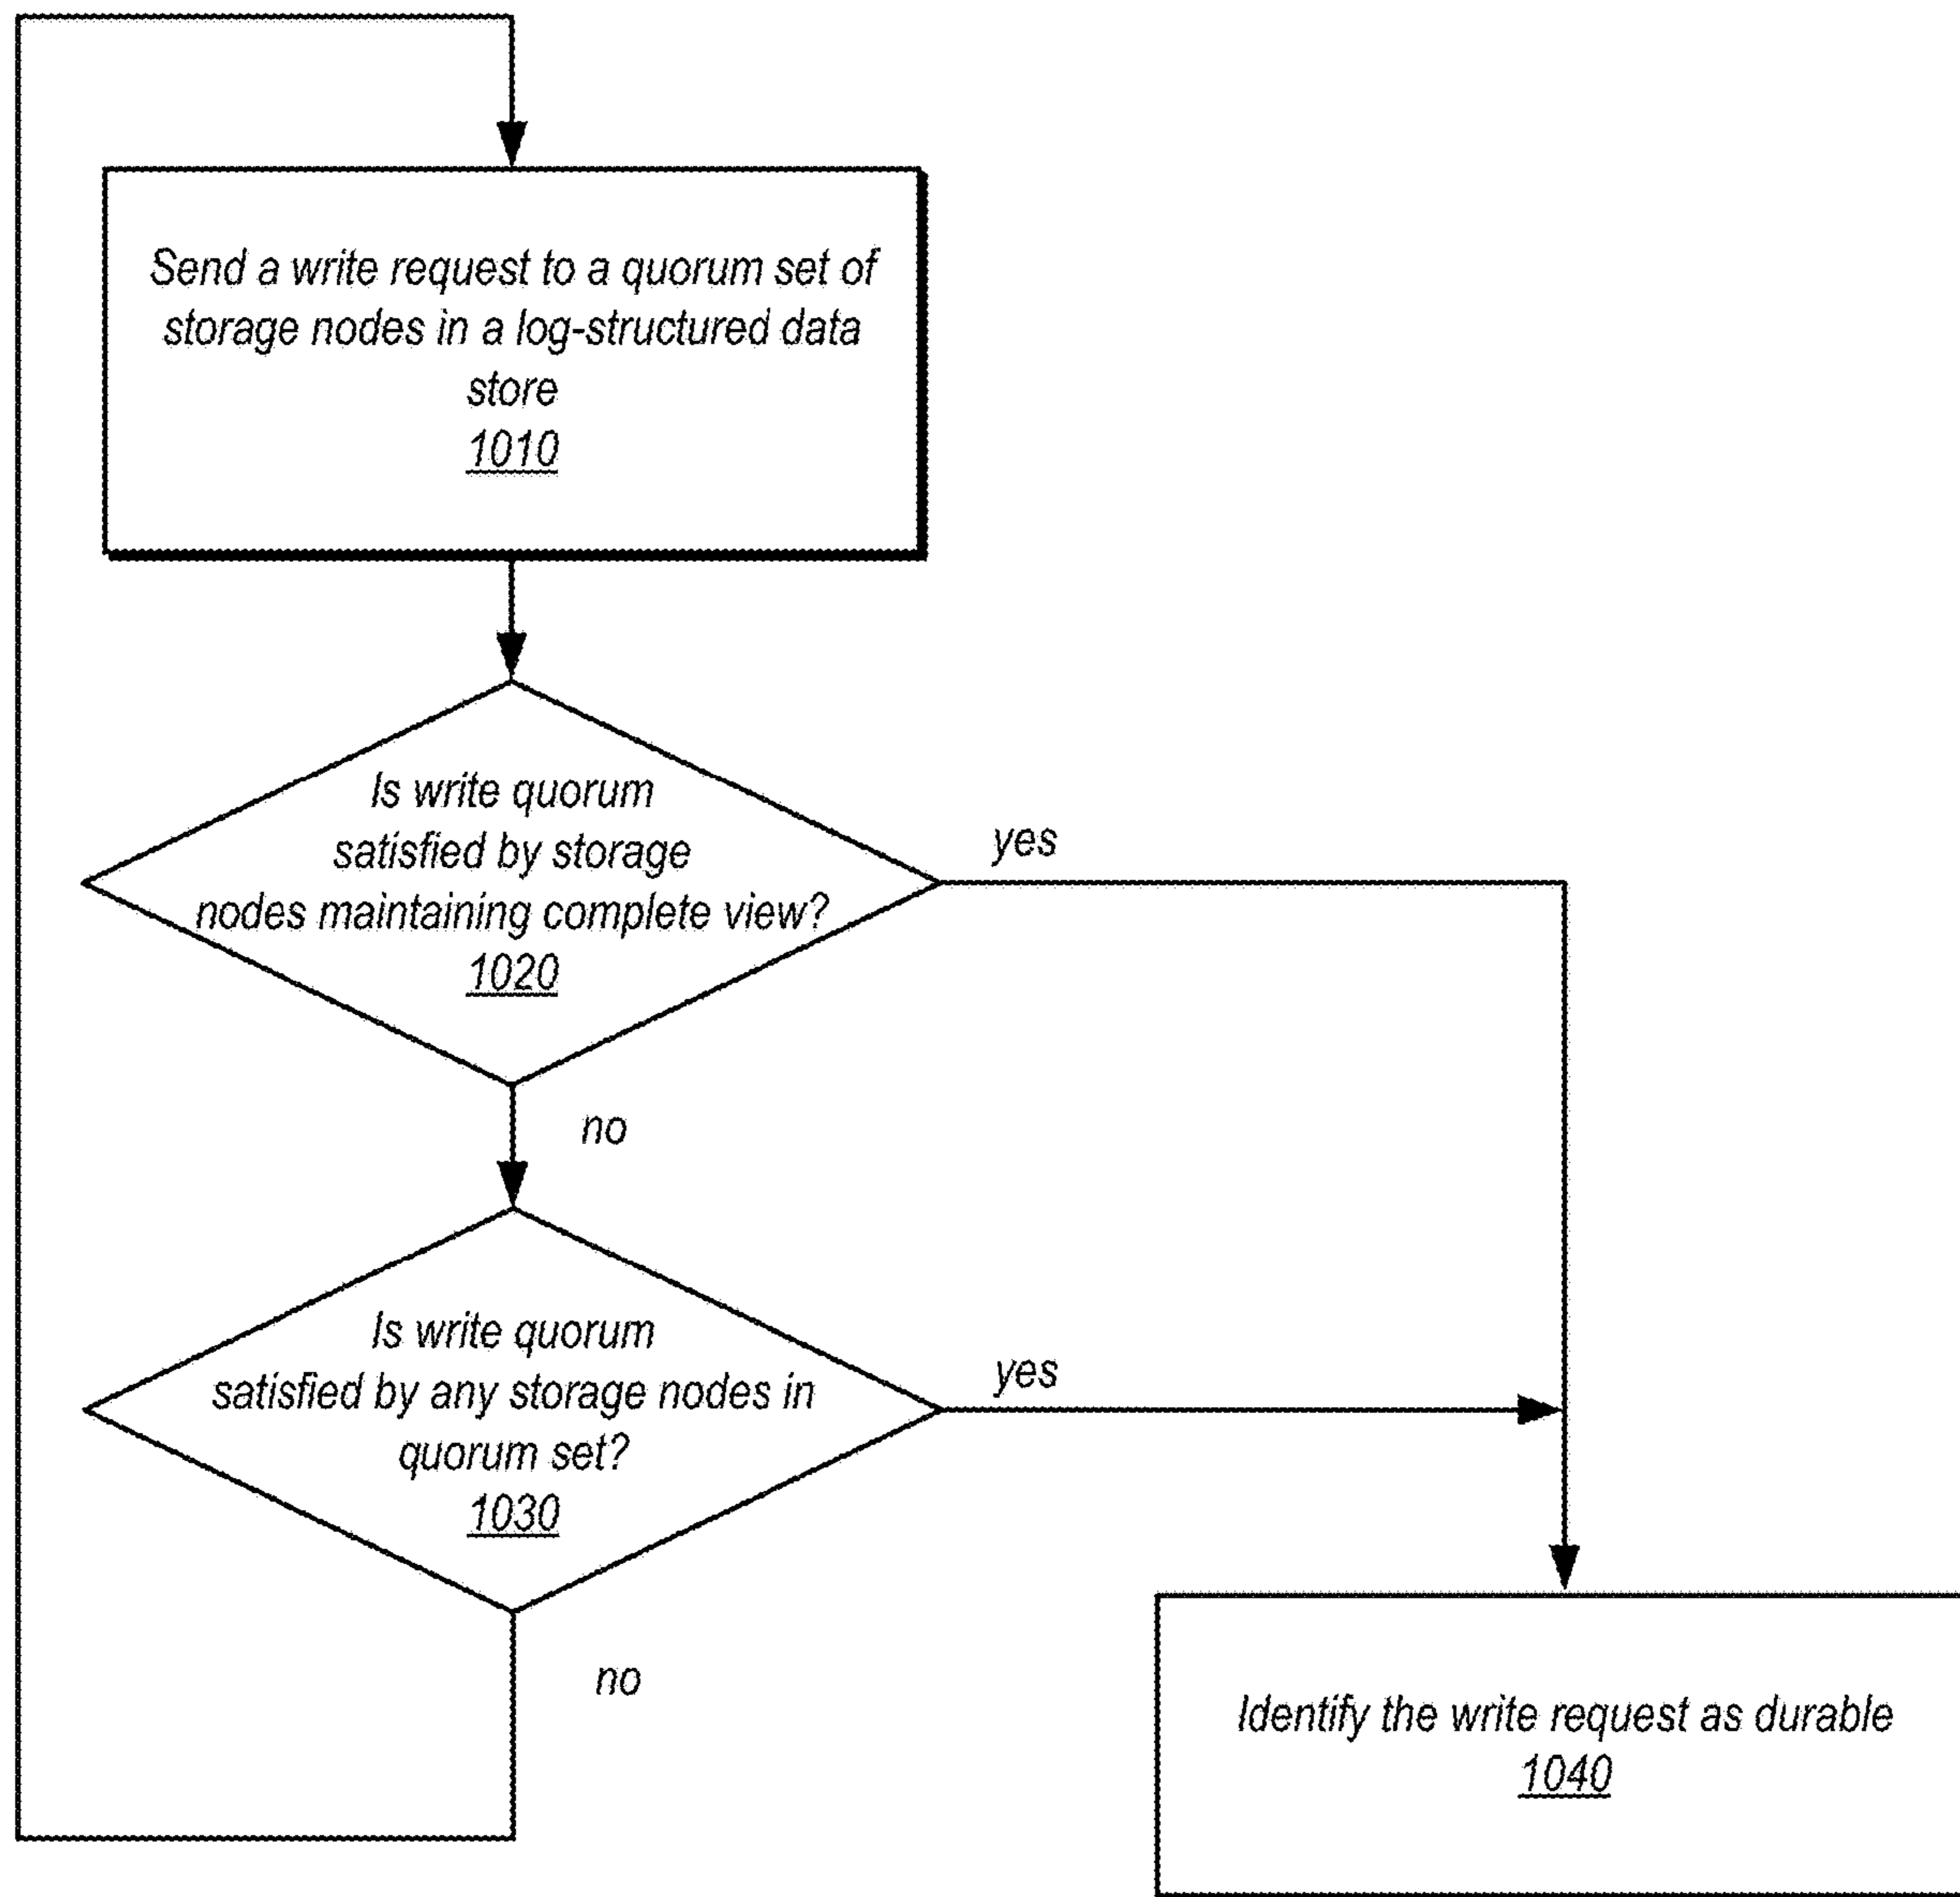 Send a write request to a quorum set of
storage nodes in a log-structured data
store
1010
Is write quorum
satisfied by storage
nodes maintaining complete view?
1020
yes
no
Is write quorum
satisfied by any storage nodes in
quorum set?
1030
yes
no
Identify the write request as durable
1040